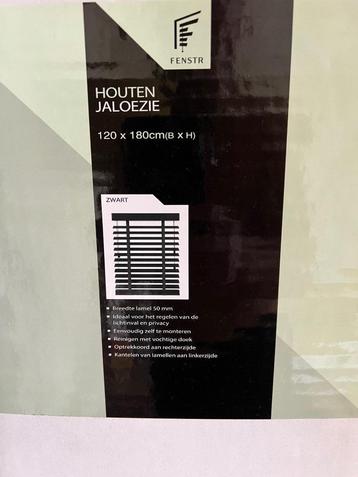 FENSTR
HOUTEN
JALOEZIE
120 x 180cm(B x H)
ZWART
Breedte lamel 50 mm
Ideaal voor het regelen van de
lichtinval en privacy
Eenvoudig zelf te monteren
Reinigen met vochtige doek
Optrekkoord aan rechterzijde
Kantelen van lamellen aan linkerzijde